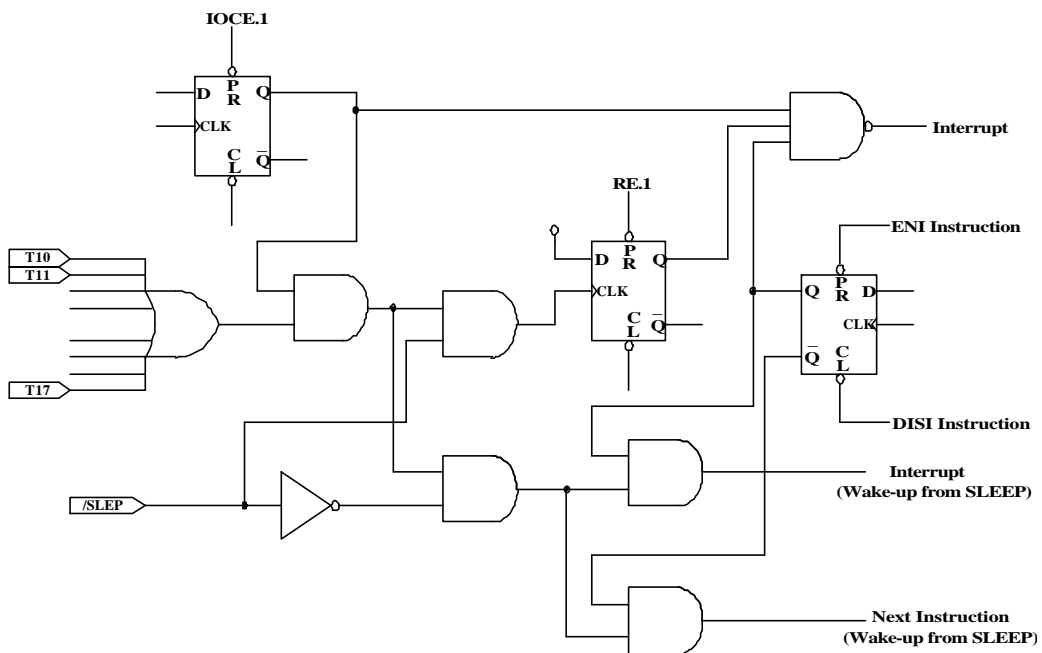 IOCE.1
D
P
R
Q
CLK
C
L
Q̅
Interrupt
RE.1
D
P
R
Q
CLK
C
L
Q̅
ENI Instruction
Q
P
R
D
CLK
Q̅
C
L
DISI Instruction
T10
T11
T17
/SLEP
Interrupt
(Wake-up from SLEEP)
Next Instruction
(Wake-up from SLEEP)